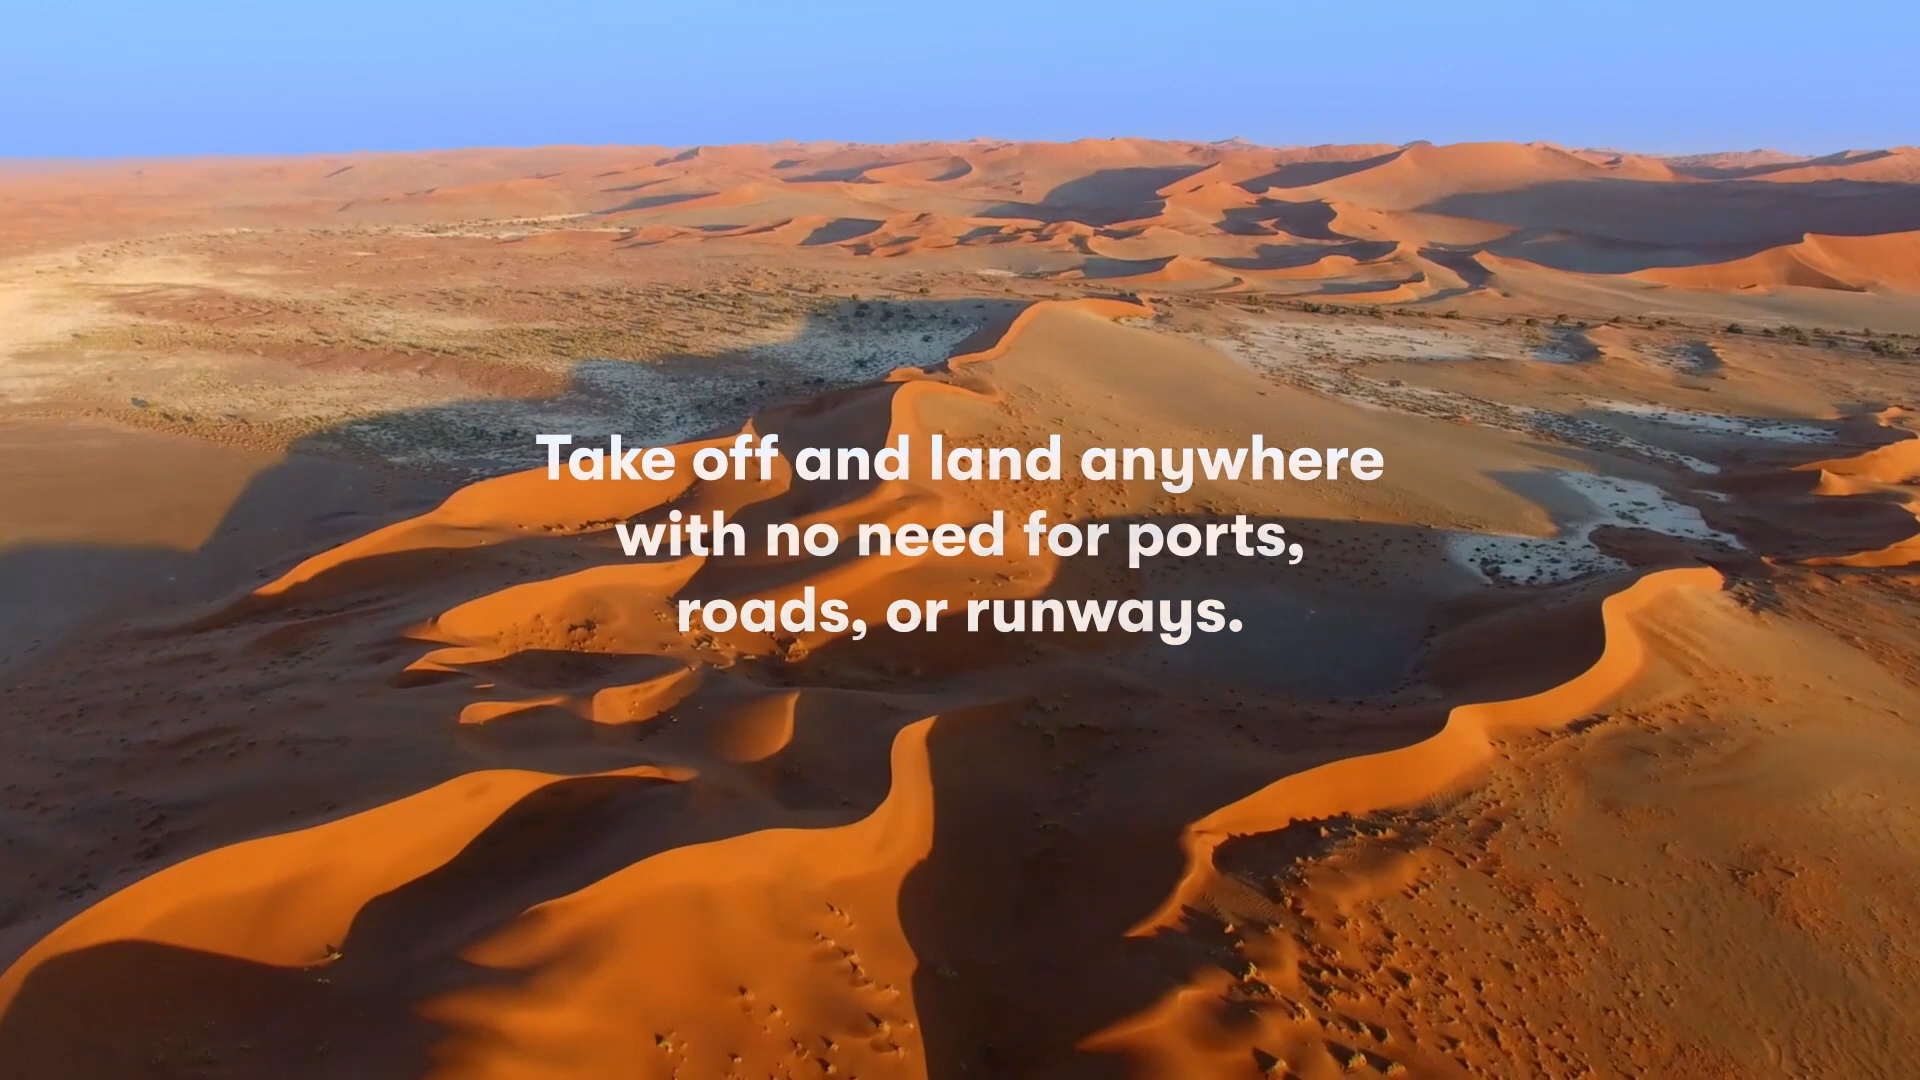 Take off and land anywhere
with no need for ports,
roads, or runways.